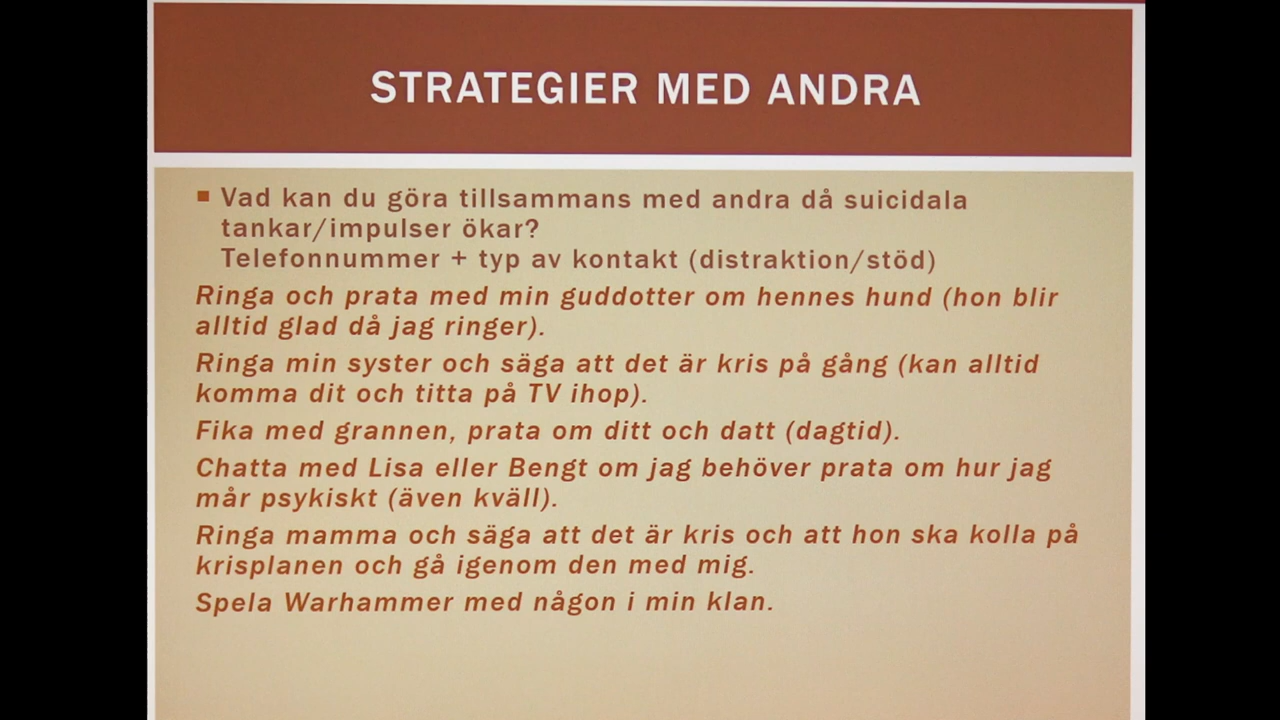 STRATEGIER MED ANDRA
Vad kan du göra tillsammans med andra då suicidala
tankar/impulser ökar?
Telefonnummer + typ av kontakt (distraktion/stöd)
Ringa och prata med min guddotter om hennes hund (hon blir
alltid glad då jag ringer).
Ringa min syster och säga att det är kris på gång (kan alltid
komma dit och titta på TV ihop).
Fika med grannen, prata om ditt och datt (dagtid).
Chatta med Lisa eller Bengt om jag behöver prata om hur jag
mår psykiskt (även kväll).
Ringa mamma och säga att det är kris och att hon ska kolla på
krisplanen och gå igenom den med mig.
Spela Warhammer med någon i min klan.